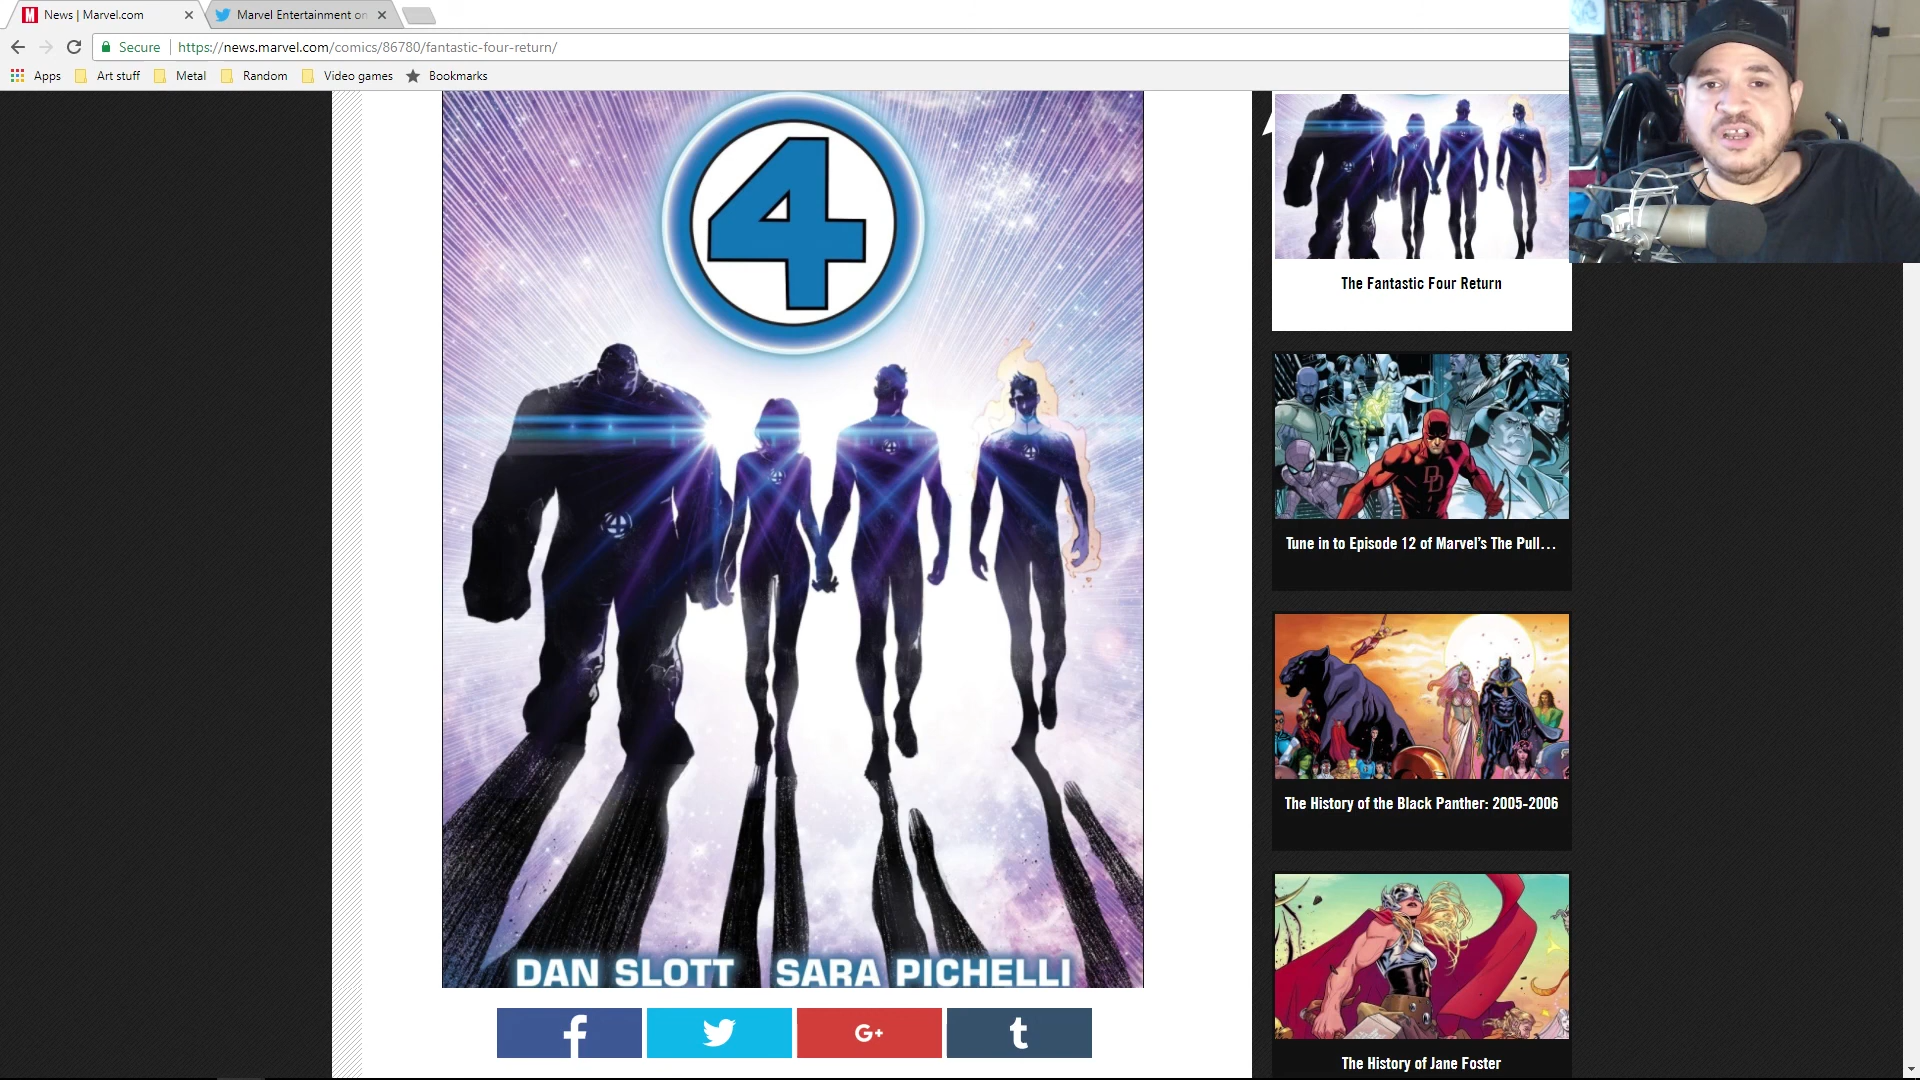 News | Marvel.com
Marvel Entertainment on
Secure
https://news.marvel.com/comics/86780/fantastic-four-return/
Apps
Art stuff
Metal
Random
Video games
Bookmarks
4
DAN SLOTT SARA PICHELLI
f
G+
t
The Fantastic Four Return
DD
Tune in to Episode 12 of Marvel's The Pull...
The History of the Black Panther: 2005-2006
The History of Jane Foster